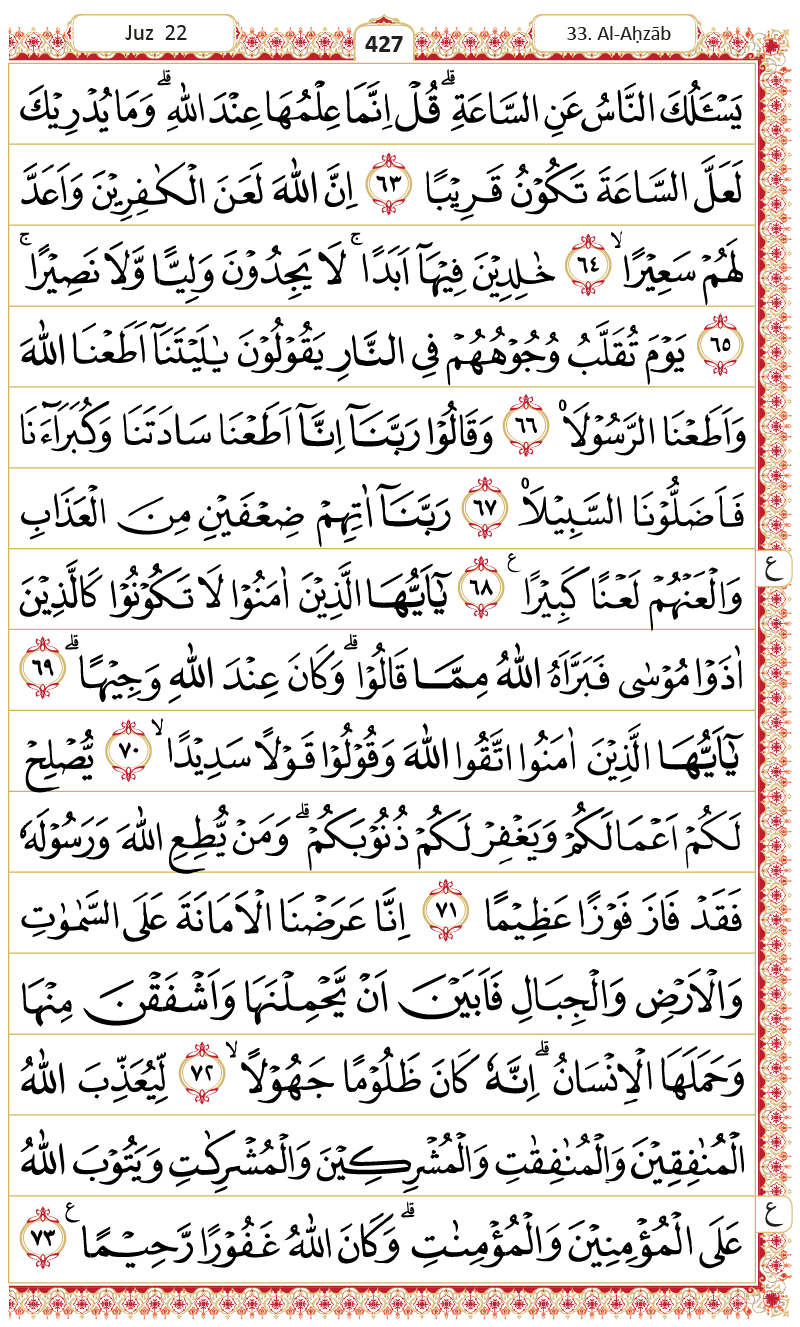 Juz 22
427
33. Al-Aḥzāb
يَسْـَٔلُكَ النَّاسُ عَنِ السَّاعَةِ ۗ قُلْ اِنَّمَا عِلْمُهَا عِنْدَ اللّٰهِ ۗ وَمَا يُدْرِيْكَ
لَعَلَّ السَّاعَةَ تَكُوْنُ قَرِيْبًا ٦٣ اِنَّ اللّٰهَ لَعَنَ الْكٰفِرِيْنَ وَاَعَدَّ
لَهُمْ سَعِيْرًاۙ ٦٤ خٰلِدِيْنَ فِيْهَآ اَبَدًاۚ لَا يَجِدُوْنَ وَلِيًّا وَّلَا نَصِيْرًاۚ
٦٥ يَوْمَ تُقَلَّبُ وُجُوْهُهُمْ فِى النَّارِ يَقُوْلُوْنَ يٰلَيْتَنَآ اَطَعْنَا اللّٰهَ
وَاَطَعْنَا الرَّسُوْلَا۠ ٦٦ وَقَالُوْا رَبَّنَآ اِنَّآ اَطَعْنَا سَادَتَنَا وَكُبَرَاۤءَنَا
فَاَضَلُّوْنَا السَّبِيْلَا۠ ٦٧ رَبَّنَآ اٰتِهِمْ ضِعْفَيْنِ مِنَ الْعَذَابِ
وَالْعَنْهُمْ لَعْنًا كَبِيْرًا ࣖ ٦٨ يٰٓاَيُّهَا الَّذِيْنَ اٰمَنُوْا لَا تَكُوْنُوْا كَالَّذِيْنَ
ع
اٰذَوْا مُوْسٰى فَبَرَّاَهُ اللّٰهُ مِمَّا قَالُوْا ۗ وَكَانَ عِنْدَ اللّٰهِ وَجِيْهًا ۗ ٦٩
يٰٓاَيُّهَا الَّذِيْنَ اٰمَنُوا اتَّقُوا اللّٰهَ وَقُوْلُوْا قَوْلًا سَدِيْدًاۙ ٧٠ يُّصْلِحْ
لَكُمْ اَعْمَالَكُمْ وَيَغْفِرْ لَكُمْ ذُنُوْبَكُمْ ۗ وَمَنْ يُّطِعِ اللّٰهَ وَرَسُوْلَهٗ
فَقَدْ فَازَ فَوْزًا عَظِيْمًا ٧١ اِنَّا عَرَضْنَا الْاَمَانَةَ عَلَى السَّمٰوٰتِ
وَالْاَرْضِ وَالْجِبَالِ فَاَبَيْنَ اَنْ يَّحْمِلْنَهَا وَاَشْفَقْنَ مِنْهَا
وَحَمَلَهَا الْاِنْسَانُ ۗ اِنَّهٗ كَانَ ظَلُوْمًا جَهُوْلًاۙ ٧٢ لِّيُعَذِّبَ اللّٰهُ
الْمُنٰفِقِيْنَ وَالْمُنٰفِقٰتِ وَالْمُشْرِكِيْنَ وَالْمُشْرِكٰتِ وَيَتُوْبَ اللّٰهُ
عَلَى الْمُؤْمِنِيْنَ وَالْمُؤْمِنٰتِ ۗ وَكَانَ اللّٰهُ غَفُوْرًا رَّحِيْمًا ࣖ ٧٣
ع